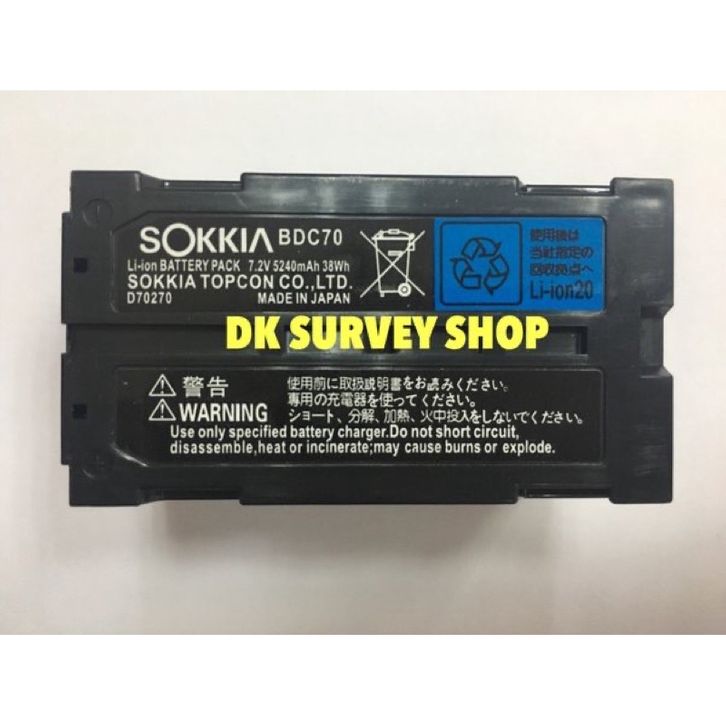 SOKKIA BDC70
Li-ion BATTERY PACK 7.2V 5240mAh 38Wh
SOKKIA TOPCON CO.,LTD.
D70270 MADE IN JAPAN
使用後は
当社指定の
回収拠点へ
Li-ion20
DK SURVEY SHOP
警告
使用前に取扱説明書をお読みください。
専用の充電器を使用してください。
WARNING
ショート、分解、加熱、火中投入をしないでください。
Use only specified battery charger.Do not short circuit,
disassemble,heat or incinerate;may cause burns or explode.